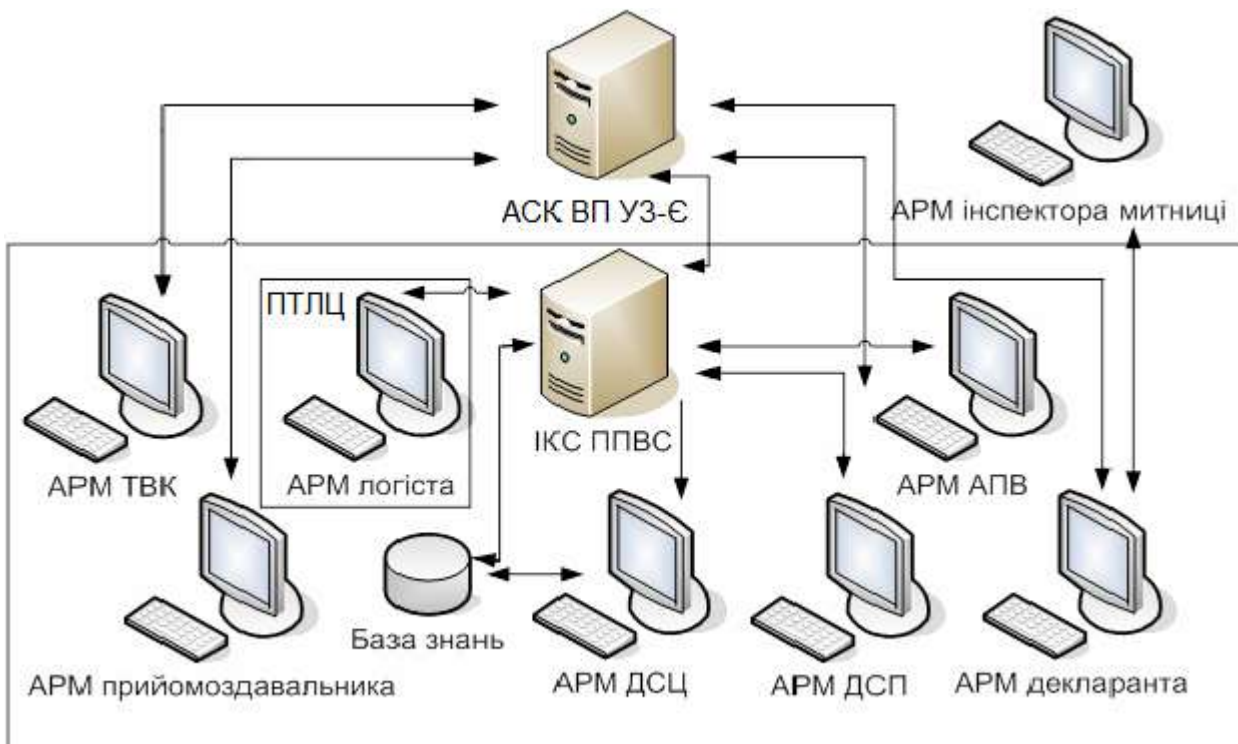 АСК ВП УЗ-Є
АРМ інспектора митниці
ПТЛЦ
ІКС ППВС
АРМ ТВК
АРМ логіста
АРМ АПВ
База знань
АРМ прийомоздавальника
АРМ ДСЦ
АРМ ДСП
АРМ декларанта